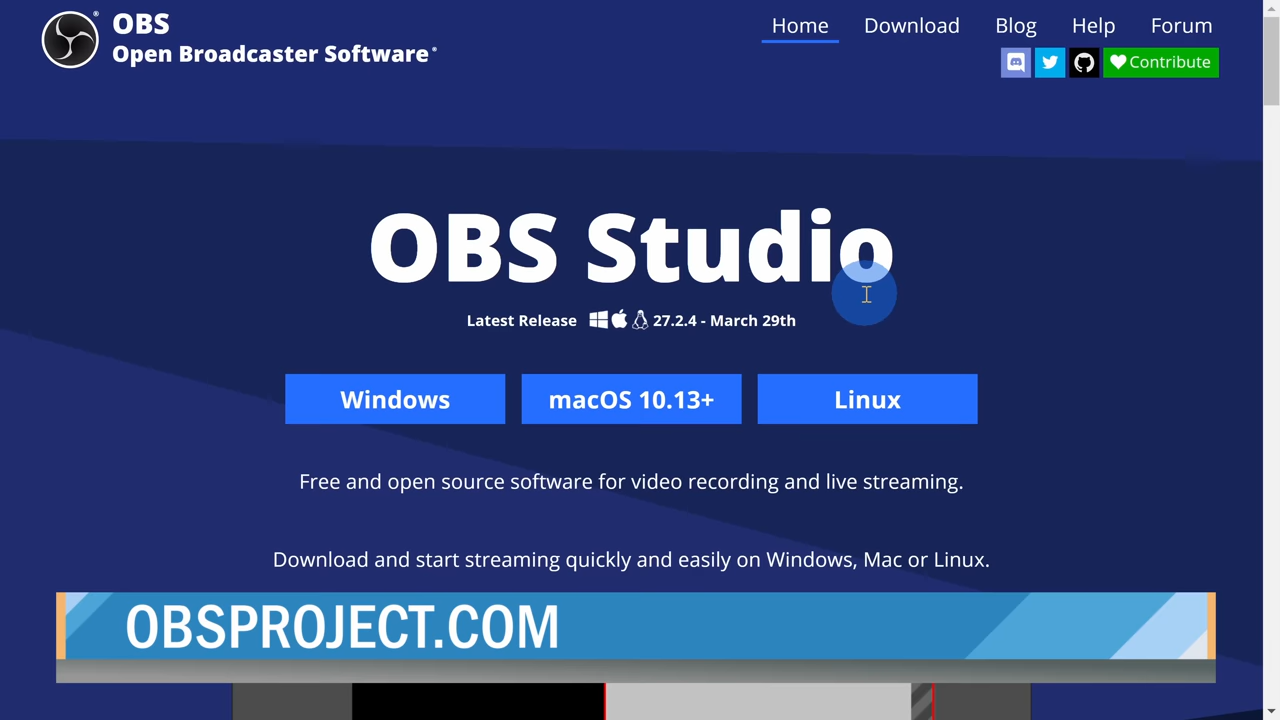 OBS
Open Broadcaster Software®
Home Download Blog Help Forum
Contribute
OBS Studio
Latest Release 27.2.4 - March 29th
Windows macOS 10.13+ Linux
Free and open source software for video recording and live streaming.
Download and start streaming quickly and easily on Windows, Mac or Linux.
OBSPROJECT.COM